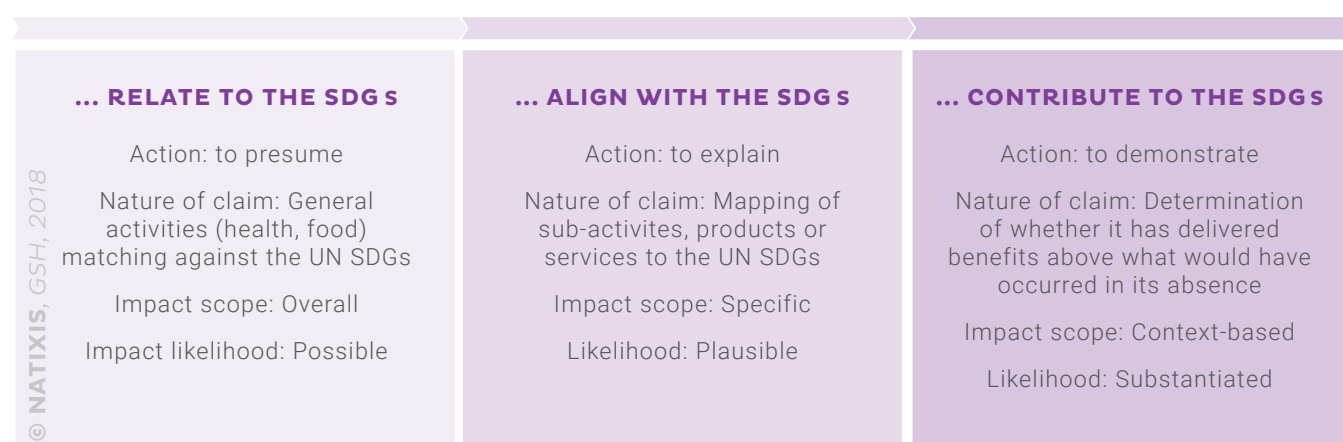 ... RELATE TO THE SDGs
Action: to presume
Nature of claim: General
activities (health, food)
matching against the UN SDGs
Impact scope: Overall
Impact likelihood: Possible
... ALIGN WITH THE SDGs
Action: to explain
Nature of claim: Mapping of
sub-activites, products or
services to the UN SDGs
Impact scope: Specific
Likelihood: Plausible
... CONTRIBUTE TO THE SDGs
Action: to demonstrate
Nature of claim: Determination
of whether it has delivered
benefits above what would have
occurred in its absence
Impact scope: Context-based
Likelihood: Substantiated
© NATIXIS, GSH, 2018